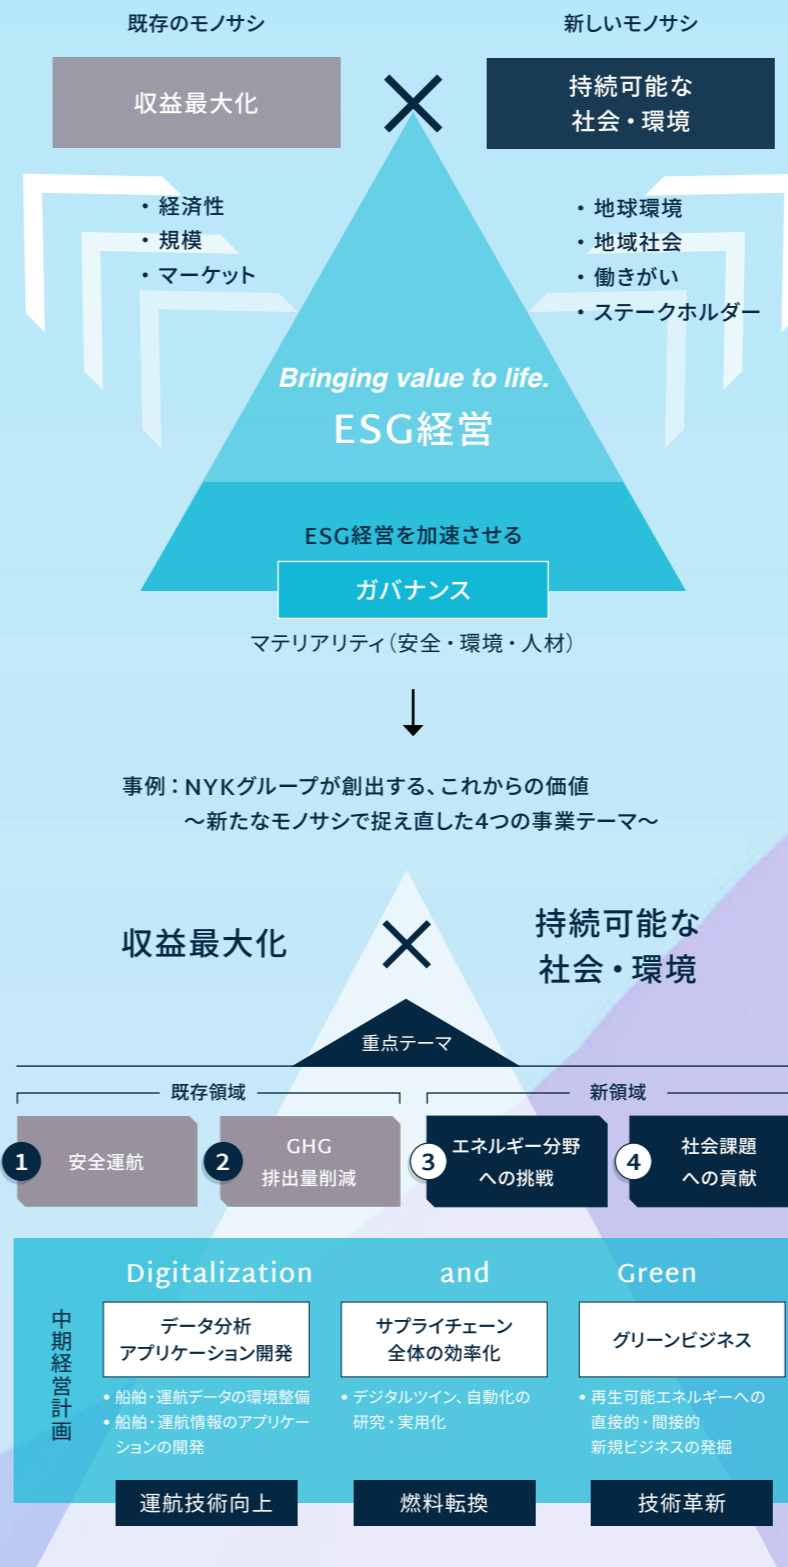 既存のモノサシ
新しいモノサシ
収益最大化
持続可能な
社会・環境
・経済性
・規模
・マーケット
・地球環境
・地域社会
・働きがい
・ステークホルダー
Bringing value to life.
ESG経営
ESG経営を加速させる
ガバナンス
マテリアリティ(安全・環境・人材)
事例：NYKグループが創出する、これからの価値
～新たなモノサシで捉え直した4つの事業テーマ～
収益最大化
持続可能な
社会・環境
重点テーマ
既存領域
新領域
1 安全運航
2 GHG
排出量削減
3 エネルギー分野
への挑戦
4 社会課題
への貢献
Digitalization and Green
中期経営計画
データ分析
アプリケーション開発
• 船舶・運航データの環境整備
• 船舶・運航情報のアプリケー
ションの開発
運航技術向上
サプライチェーン
全体の効率化
• デジタルツイン、自動化の
研究・実用化
燃料転換
グリーンビジネス
• 再生可能エネルギーへの
直接的・間接的
新規ビジネスの発掘
技術革新